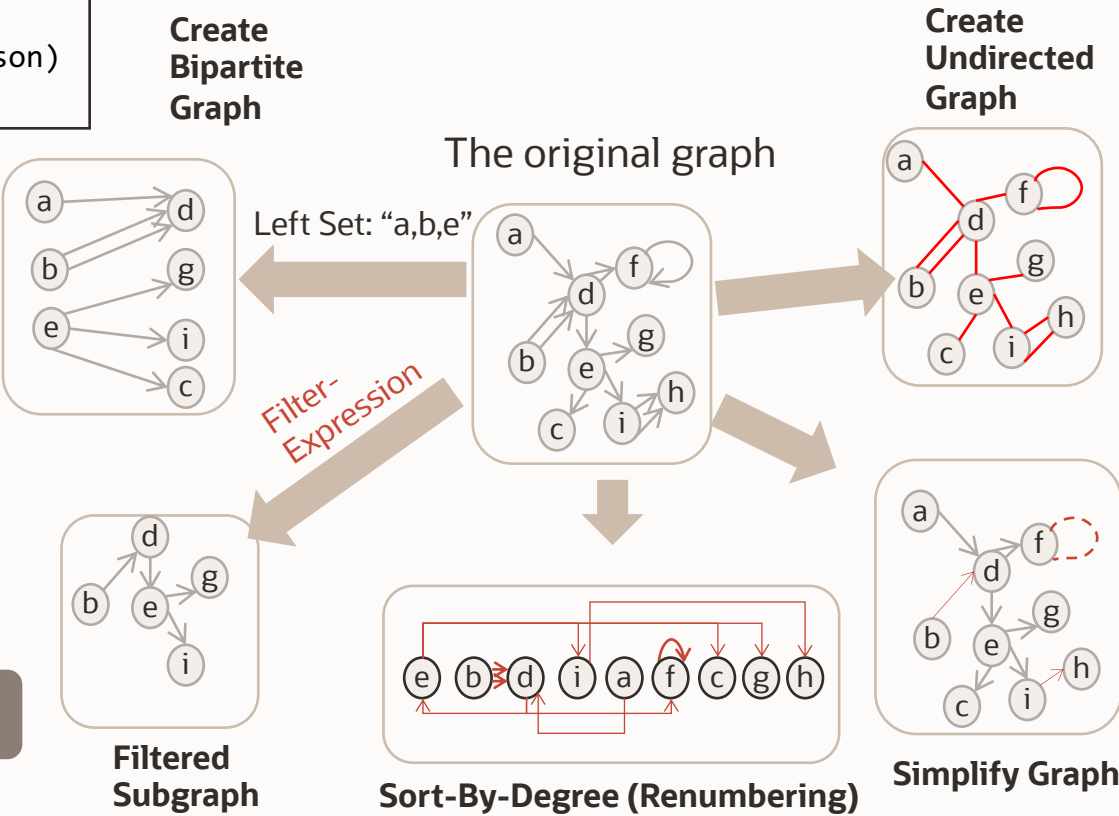 son)
Create
Bipartite
Graph
Create
Undirected
Graph
The original graph
Left Set: “a,b,e”
a
b
e
d
g
i
c
a
d
f
b
e
g
c
i
h
a
d
f
b
e
g
c
i
h
Filter-
Expression
d
b
e
g
i
Filtered
Subgraph
e b d i a f c g h
Sort-By-Degree (Renumbering)
a
d
f
b
e
g
c
i
h
Simplify Graph